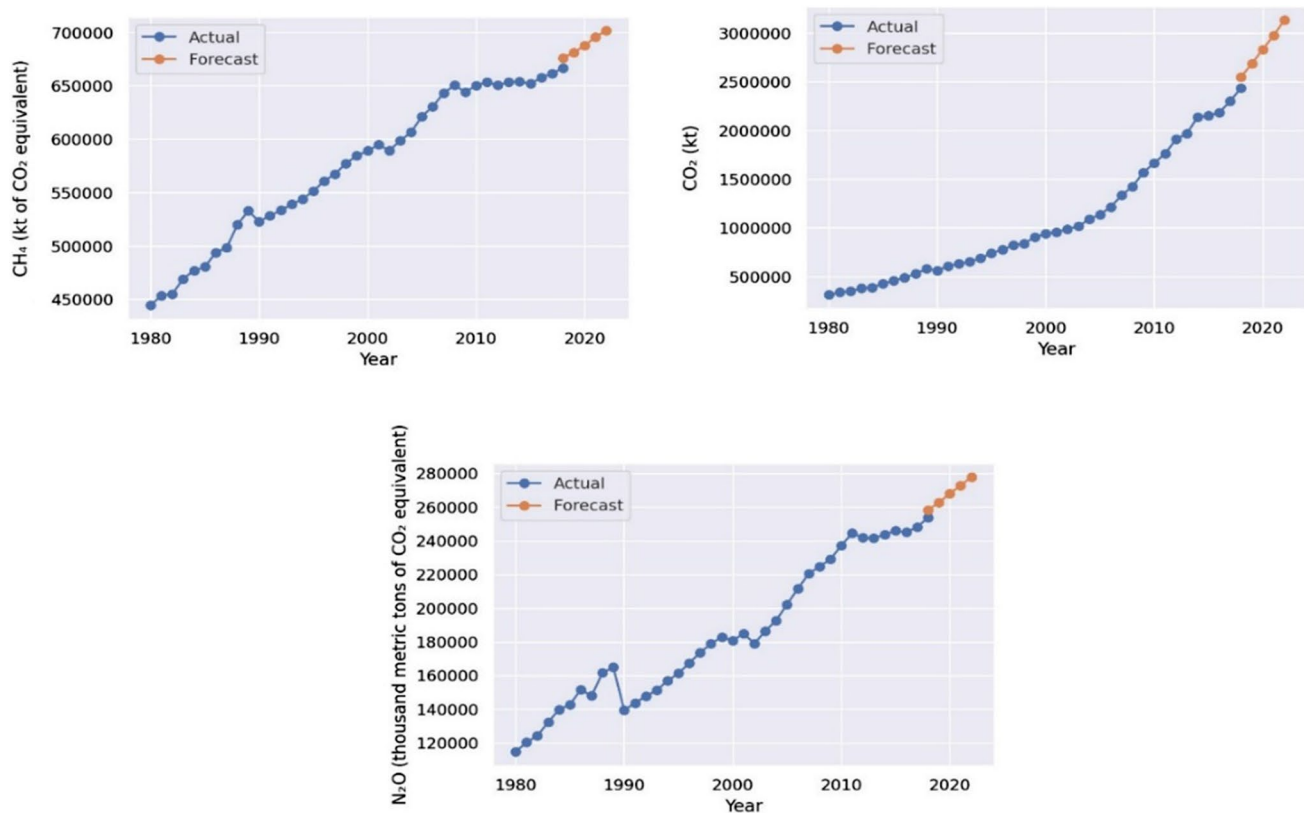 CH₄ (kt of CO₂ equivalent)
700000
650000
600000
550000
500000
450000
Actual
Forecast
1980 1990 2000 2010 2020
Year
CO₂ (kt)
3000000
2500000
2000000
1500000
1000000
500000
Actual
Forecast
1980 1990 2000 2010 2020
Year
N₂O (thousand metric tons of CO₂ equivalent)
280000
260000
240000
220000
200000
180000
160000
140000
120000
Actual
Forecast
1980 1990 2000 2010 2020
Year